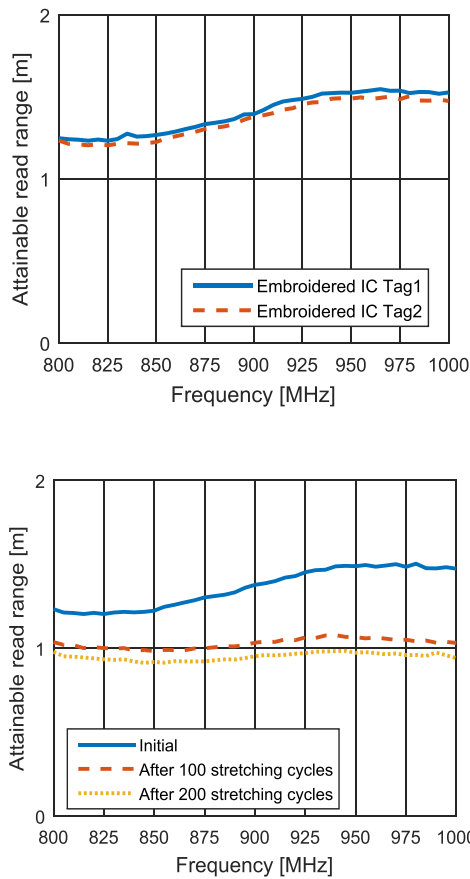 2
1
0
Attainable read range [m]
Embroidered IC Tag1
Embroidered IC Tag2
800 825 850 875 900 925 950 975 1000
Frequency [MHz]
2
1
0
Attainable read range [m]
Initial
After 100 stretching cycles
After 200 stretching cycles
800 825 850 875 900 925 950 975 1000
Frequency [MHz]